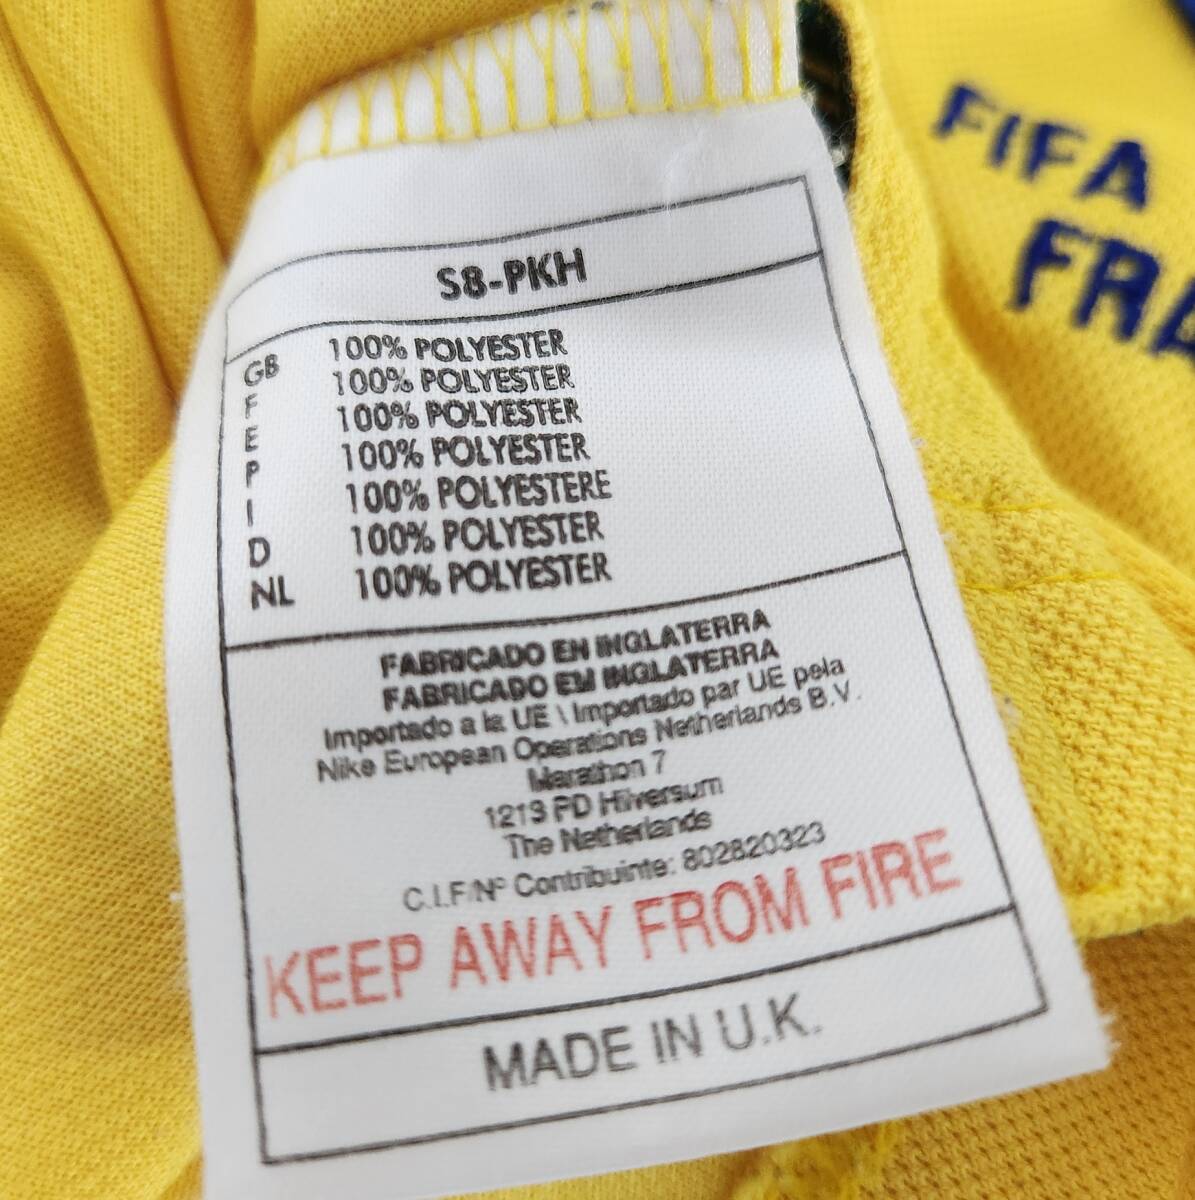 FIFA
FRA
S8-PKH
GB 100% POLYESTER
F 100% POLYESTER
E 100% POLYESTER
P 100% POLYESTER
I 100% POLYESTERE
D 100% POLYESTER
NL 100% POLYESTER
FABRICADO EN INGLATERRA
FABRICADO EM INGLATERRA
Importado a la UE \ Importado par UE pela
Nike European Operations Netherlands B.V.
Marathon 7
1213 PD Hilversum
The Netherlands
C.I.F/Nº Contribuinte: 802820323
KEEP AWAY FROM FIRE
MADE IN U.K.